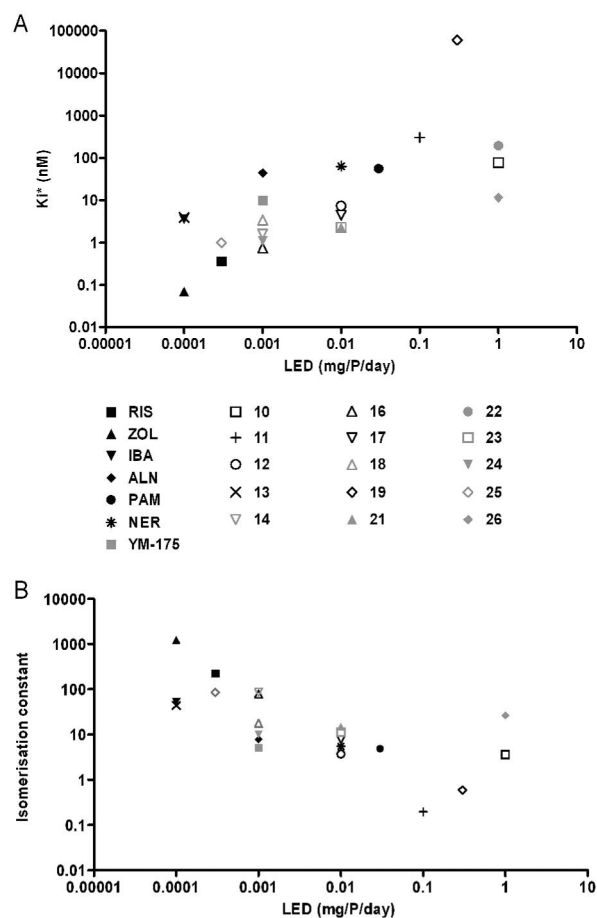 A
100000
10000
1000
100
10
1
0.1
0.01
Ki* (nM)
0.00001 0.0001 0.001 0.01 0.1 1 10
LED (mg/P/day)
RIS 10 16 22
ZOL 11 17 23
IBA 12 18 24
ALN 13 19 25
PAM 14 21 26
NER
YM-175
B
10000
1000
100
10
1
0.1
0.01
Isomerisation constant
0.00001 0.0001 0.001 0.01 0.1 1 10
LED (mg/P/day)